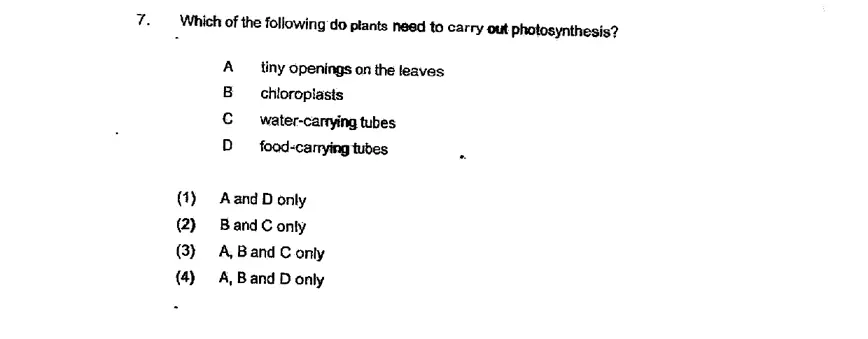 7. Which of the following do plants need to carry out photosynthesis?
A tiny openings on the leaves
B chloroplasts
C water-carrying tubes
D food-carrying tubes
(1) A and D only
(2) B and C only
(3) A, B and C only
(4) A, B and D only